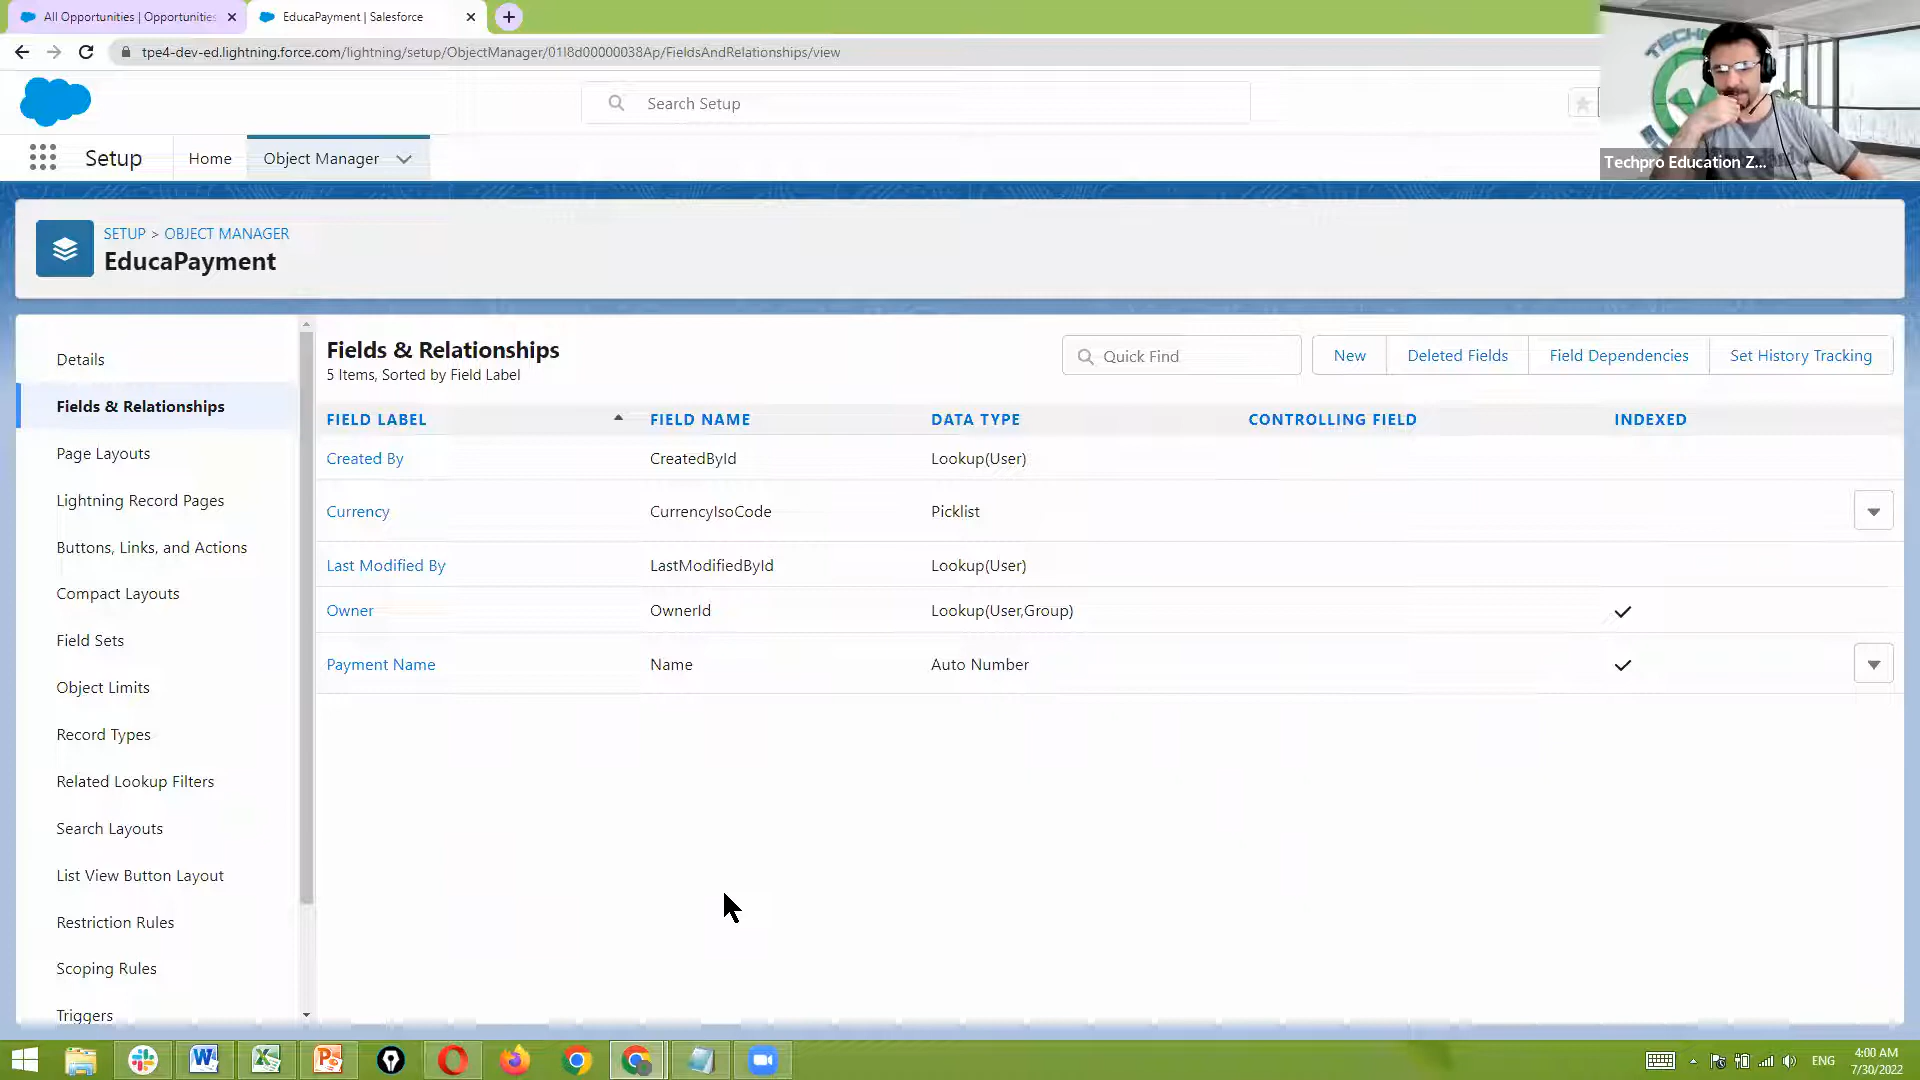 All Opportunities | Opportunities
EducaPayment | Salesforce
tpe4-dev-ed.lightning.force.com/lightning/setup/ObjectManager/01I8d00000038Ap/FieldsAndRelationships/view
Search Setup
Techpro Education Z...
Setup
Home
Object Manager
SETUP > OBJECT MANAGER
EducaPayment
Details
Fields & Relationships
Page Layouts
Lightning Record Pages
Buttons, Links, and Actions
Compact Layouts
Field Sets
Object Limits
Record Types
Related Lookup Filters
Search Layouts
List View Button Layout
Restriction Rules
Scoping Rules
Triggers
Fields & Relationships
5 Items, Sorted by Field Label
Quick Find
New
Deleted Fields
Field Dependencies
Set History Tracking
FIELD LABEL FIELD NAME DATA TYPE CONTROLLING FIELD INDEXED
Created By CreatedById Lookup(User)
Currency CurrencyIsoCode Picklist
Last Modified By LastModifiedById Lookup(User)
Owner OwnerId Lookup(User,Group)
Payment Name Name Auto Number
ENG
4:00 AM
7/30/2022